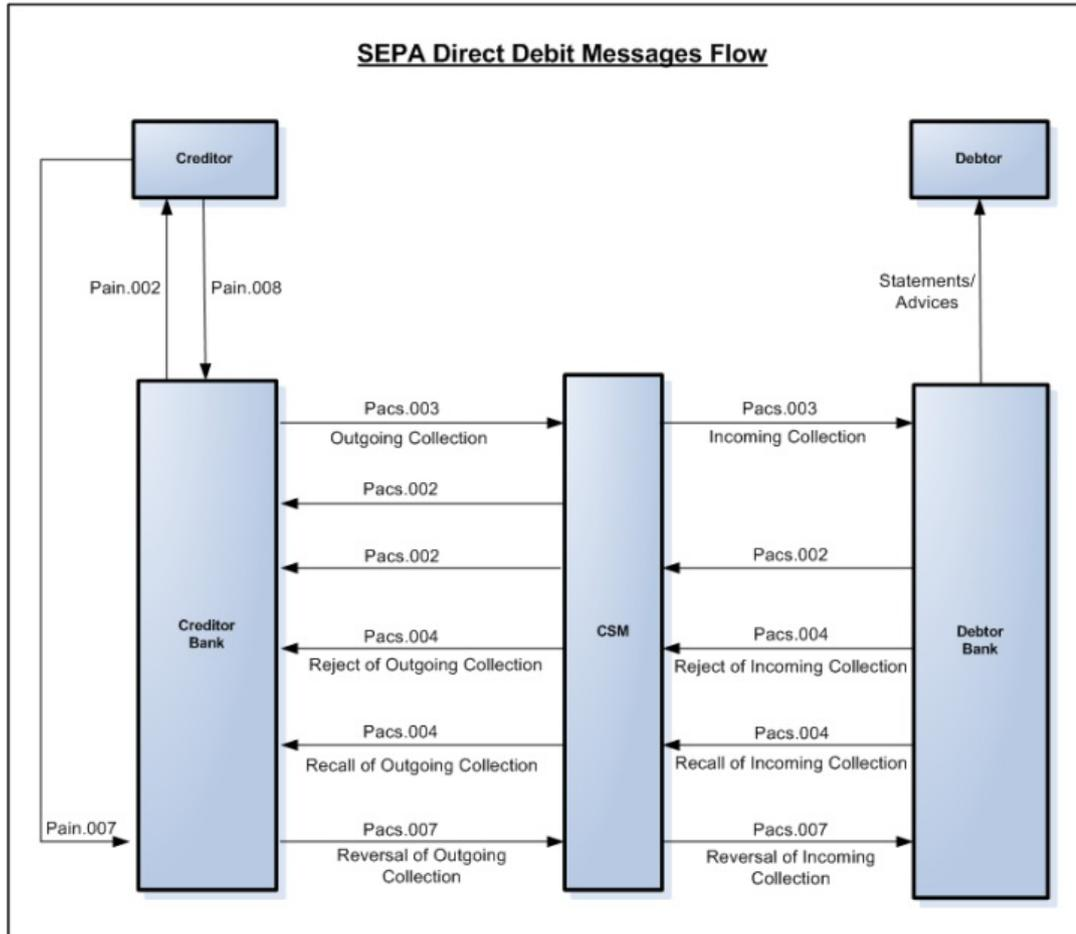 SEPA Direct Debit Messages Flow
Creditor
Debtor
Pain.002
Pain.008
Statements/
Advices
Pacs.003
Outgoing Collection
Pacs.003
Incoming Collection
Pacs.002
Pacs.002
Pacs.002
Creditor
Bank
CSM
Debtor
Bank
Pacs.004
Reject of Outgoing Collection
Pacs.004
Reject of Incoming Collection
Pacs.004
Recall of Outgoing Collection
Pacs.004
Recall of Incoming Collection
Pain.007
Pacs.007
Reversal of Outgoing
Collection
Pacs.007
Reversal of Incoming
Collection